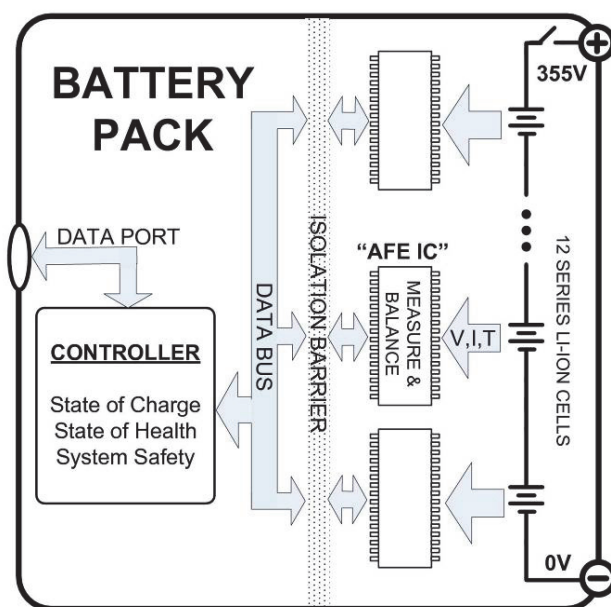 BATTERY
PACK
DATA PORT
CONTROLLER
State of Charge
State of Health
System Safety
DATA BUS
ISOLATION BARRIER
“AFE IC”
MEASURE &
BALANCE
V,I,T
+
355V
12 SERIES LI-ION CELLS
0V
−